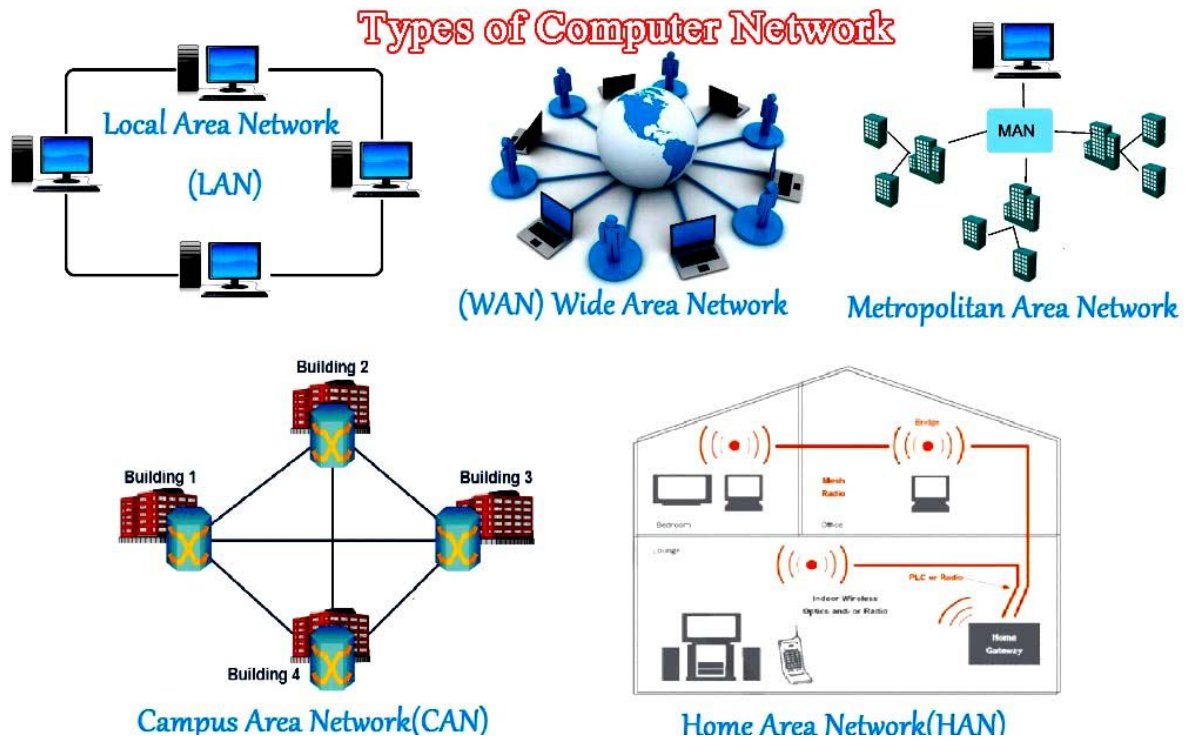 Types of Computer Network
Local Area Network
(LAN)
(WAN) Wide Area Network
MAN
Metropolitan Area Network
Building 2
Building 1
Building 3
Building 4
Campus Area Network(CAN)
Bridge
Mesh
Radio
Bedroom
Office
Lounge
PLC or Radio
Indoor Wireless
Optics and- or Radio
Home
Gateway
Home Area Network(HAN)